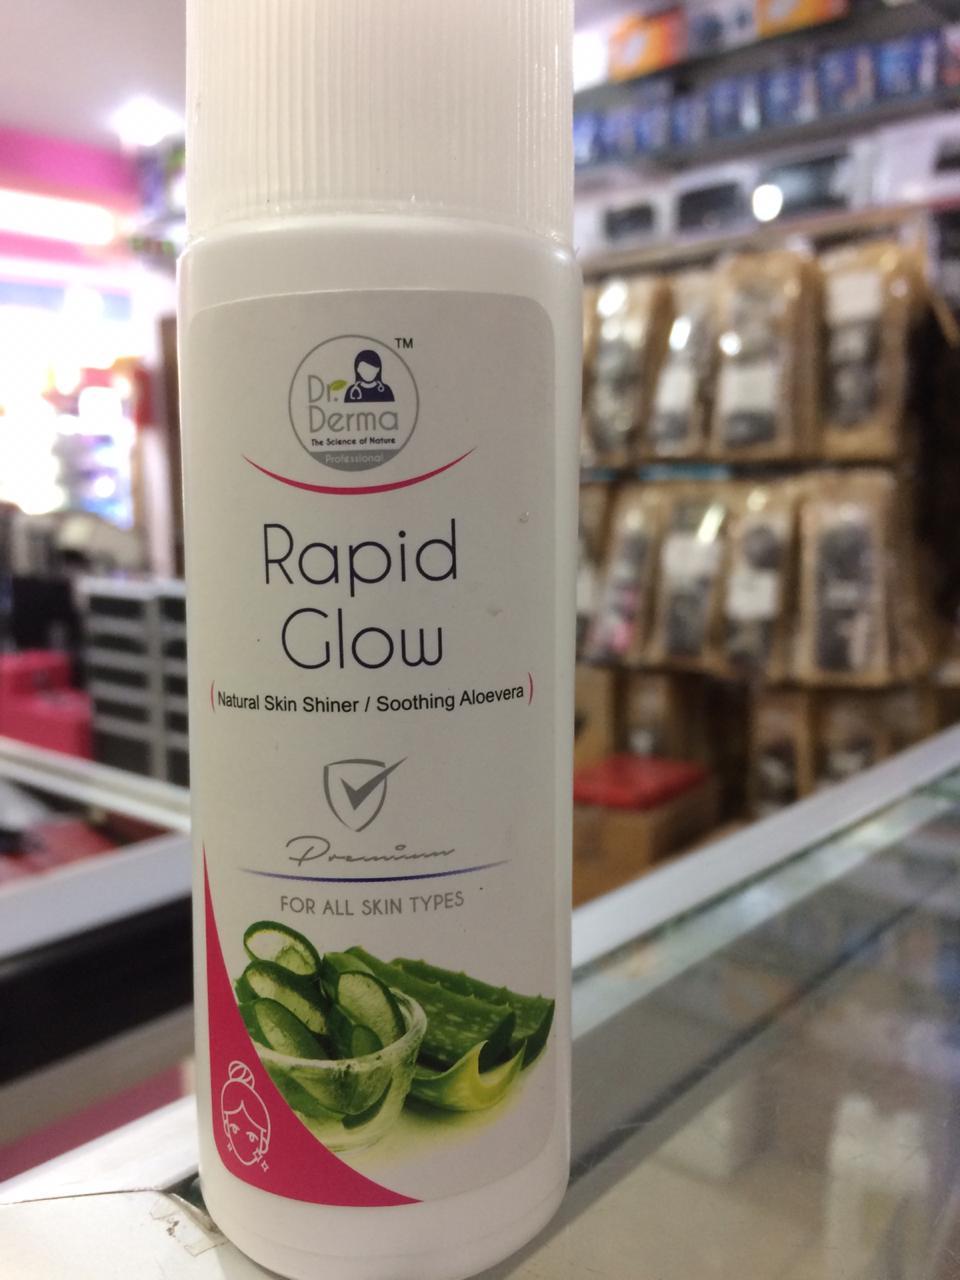 TM
Dr.
Derma
The Science of Nature
Professional
Rapid
Glow
(Natural Skin Shiner / Soothing Aloevera)
Premium
FOR ALL SKIN TYPES